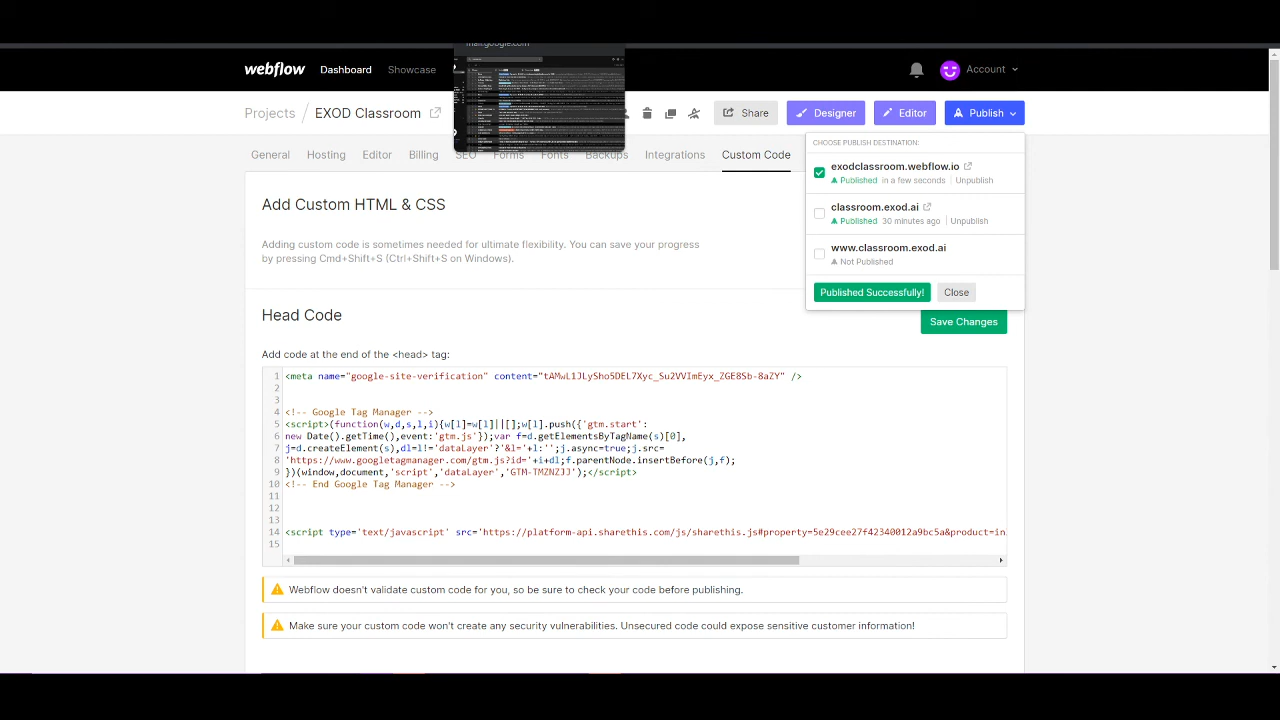 mail.google.com
webflow Dashboard Showcase Account
Projects EXOD Classroom Share Designer Editor Publish
General Hosting Editor Billing SEO Forms Fonts Backups Integrations Custom Code
CHOOSE PUBLISH DESTINATION:
exodclassroom.webflow.io
Published in a few seconds Unpublish
classroom.exod.ai
Published 30 minutes ago Unpublish
www.classroom.exod.ai
Not Published
Published Successfully! Close
Add Custom HTML & CSS
Adding custom code is sometimes needed for ultimate flexibility. You can save your progress
by pressing Cmd+Shift+S (Ctrl+Shift+S on Windows).
Head Code
Save Changes
Add code at the end of the <head> tag:
1 <meta name="google-site-verification" content="tAMwL1JLySho5DEL7Xyc_Su2VVImEyx_ZGE8Sb-8aZY" />
2
3
4 <!-- Google Tag Manager -->
5 <script>(function(w,d,s,l,i){w[l]=w[l]||[];w[l].push({'gtm.start':
6 new Date().getTime(),event:'gtm.js'});var f=d.getElementsByTagName(s)[0],
7 j=d.createElement(s),dl=l!='dataLayer'?'&l='+l:'';j.async=true;j.src=
8 'https://www.googletagmanager.com/gtm.js?id='+i+dl;f.parentNode.insertBefore(j,f);
9 })(window,document,'script','dataLayer','GTM-TMZNZJJ');</script>
10 <!-- End Google Tag Manager -->
11
12
13
14 <script type='text/javascript' src='https://platform-api.sharethis.com/js/sharethis.js#property=5e29cee27f42340012a9bc5a&product=in
15
Webflow doesn't validate custom code for you, so be sure to check your code before publishing.
Make sure your custom code won't create any security vulnerabilities. Unsecured code could expose sensitive customer information!